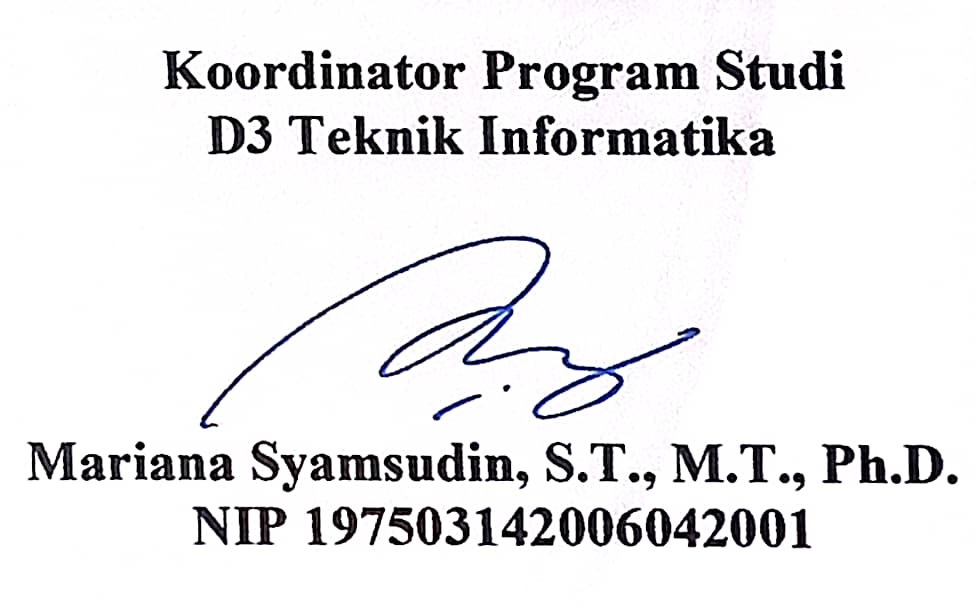 Koordinator Program Studi
D3 Teknik Informatika
Mariana Syamsudin, S.T., M.T., Ph.D.
NIP 197503142006042001